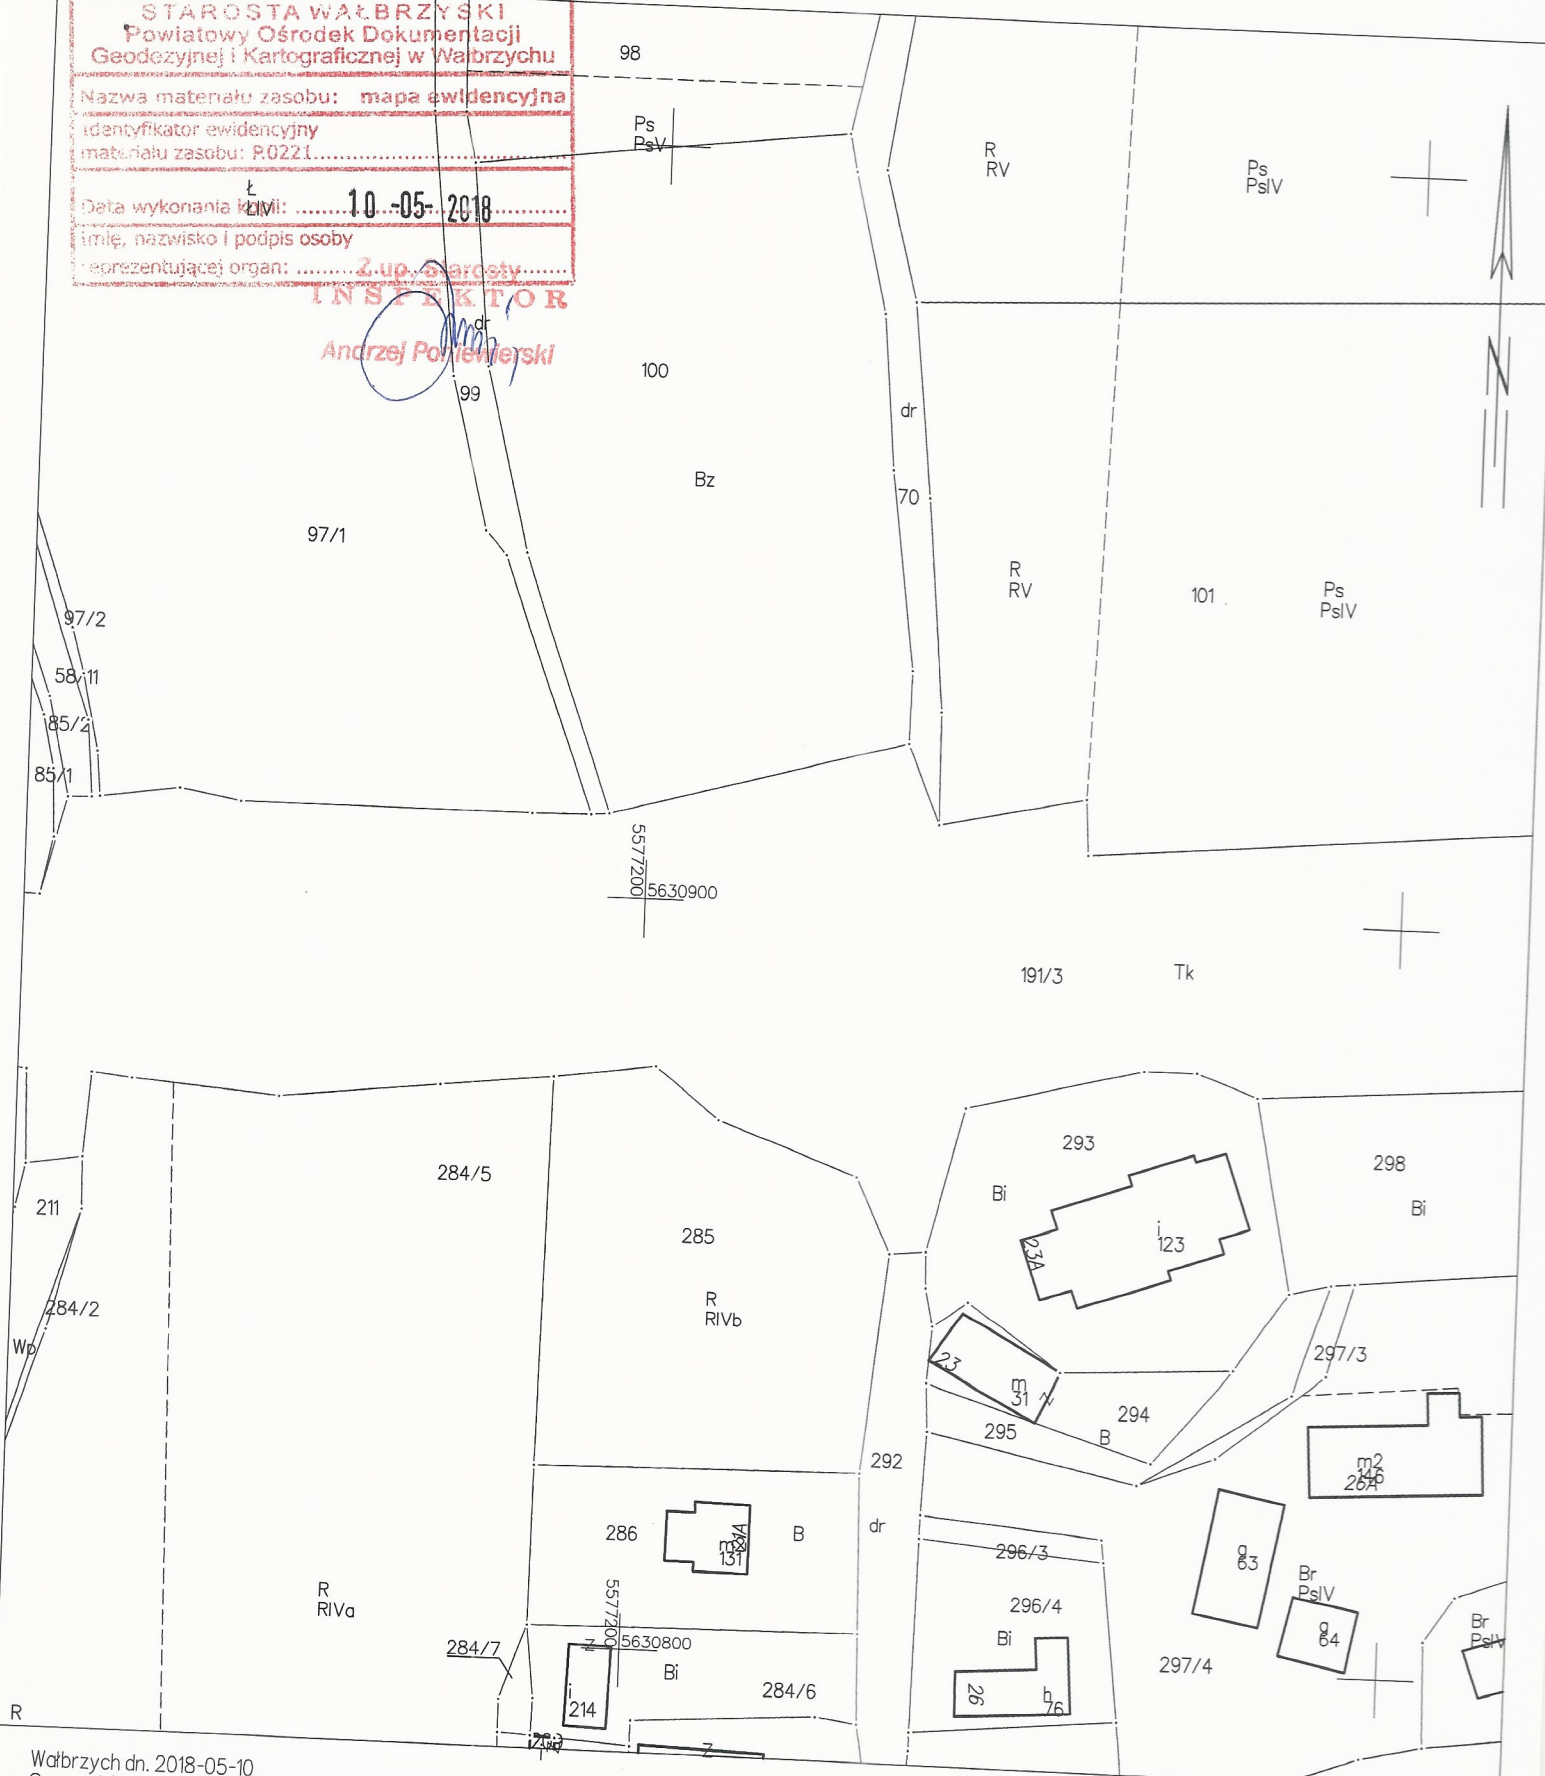 STAROSTA WAŁBRZYSKI
Powiatowy Ośrodek Dokumentacji
Geodezyjnej i Kartograficznej w Wałbrzychu
Nazwa materiału zasobu: mapa ewidencyjna
Identyfikator ewidencyjny
materiału zasobu: P.0221
Data wykonania kopii: 10 -05- 2018
Imię, nazwisko i podpis osoby
reprezentującej organ:
Z up. Starosty
INSPEKTOR
Andrzej Poniewierski
Ł
ŁIV
98
Ps
PsV
R
RV
Ps
PsIV
dr
99
100
Bz
dr
70
97/1
R
RV
101
Ps
PsIV
N
97/2
58/11
85/2
85/1
5577200
5630900
191/3
Tk
293
Bi
23A
i
123
298
Bi
284/5
211
285
R
RIVb
284/2
Wp
297/3
23
m
31
Z
294
B
295
292
dr
m2
146
26A
286
m2
131
B
296/3
g
63
Br
PsIV
g
64
Br
PsIV
R
RIVa
5577200
5630800
296/4
Bi
284/7
Z
Bi
i
214
284/6
297/4
26
h
76
R
Z
Wałbrzych dn. 2018-05-10